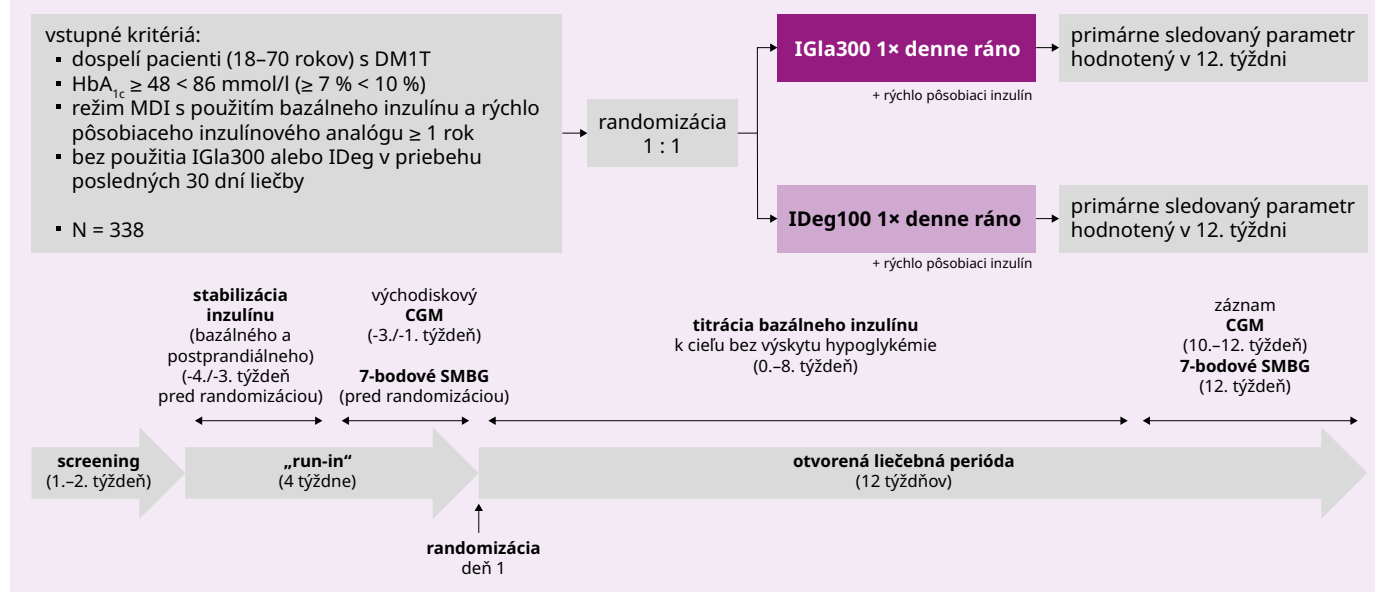 vstupné kritériá:
▪ dospelí pacienti (18–70 rokov) s DM1T
▪ HbA1c ≥ 48 < 86 mmol/l (≥ 7 % < 10 %)
▪ režim MDI s použitím bazálneho inzulínu a rýchlo
pôsobiaceho inzulínového analógu ≥ 1 rok
▪ bez použitia IGla300 alebo IDeg v priebehu
posledných 30 dní liečby
▪ N = 338
randomizácia
1 : 1
IGla300 1× denne ráno
+ rýchlo pôsobiaci inzulín
primárne sledovaný parametr
hodnotený v 12. týždni
IDeg100 1× denne ráno
+ rýchlo pôsobiaci inzulín
primárne sledovaný parametr
hodnotený v 12. týždni
stabilizácia
inzulínu
(bazálného a
postprandiálneho)
(-4./-3. týždeň
pred randomizáciou)
východiskový
CGM
(-3./-1. týždeň)
7-bodové SMBG
(pred randomizáciou)
titrácia bazálneho inzulínu
k cieľu bez výskytu hypoglykémie
(0.–8. týždeň)
záznam
CGM
(10.–12. týždeň)
7-bodové SMBG
(12. týždeň)
screening
(1.–2. týždeň)
„run-in“
(4 týždne)
otvorená liečebná perióda
(12 týždňov)
randomizácia
deň 1